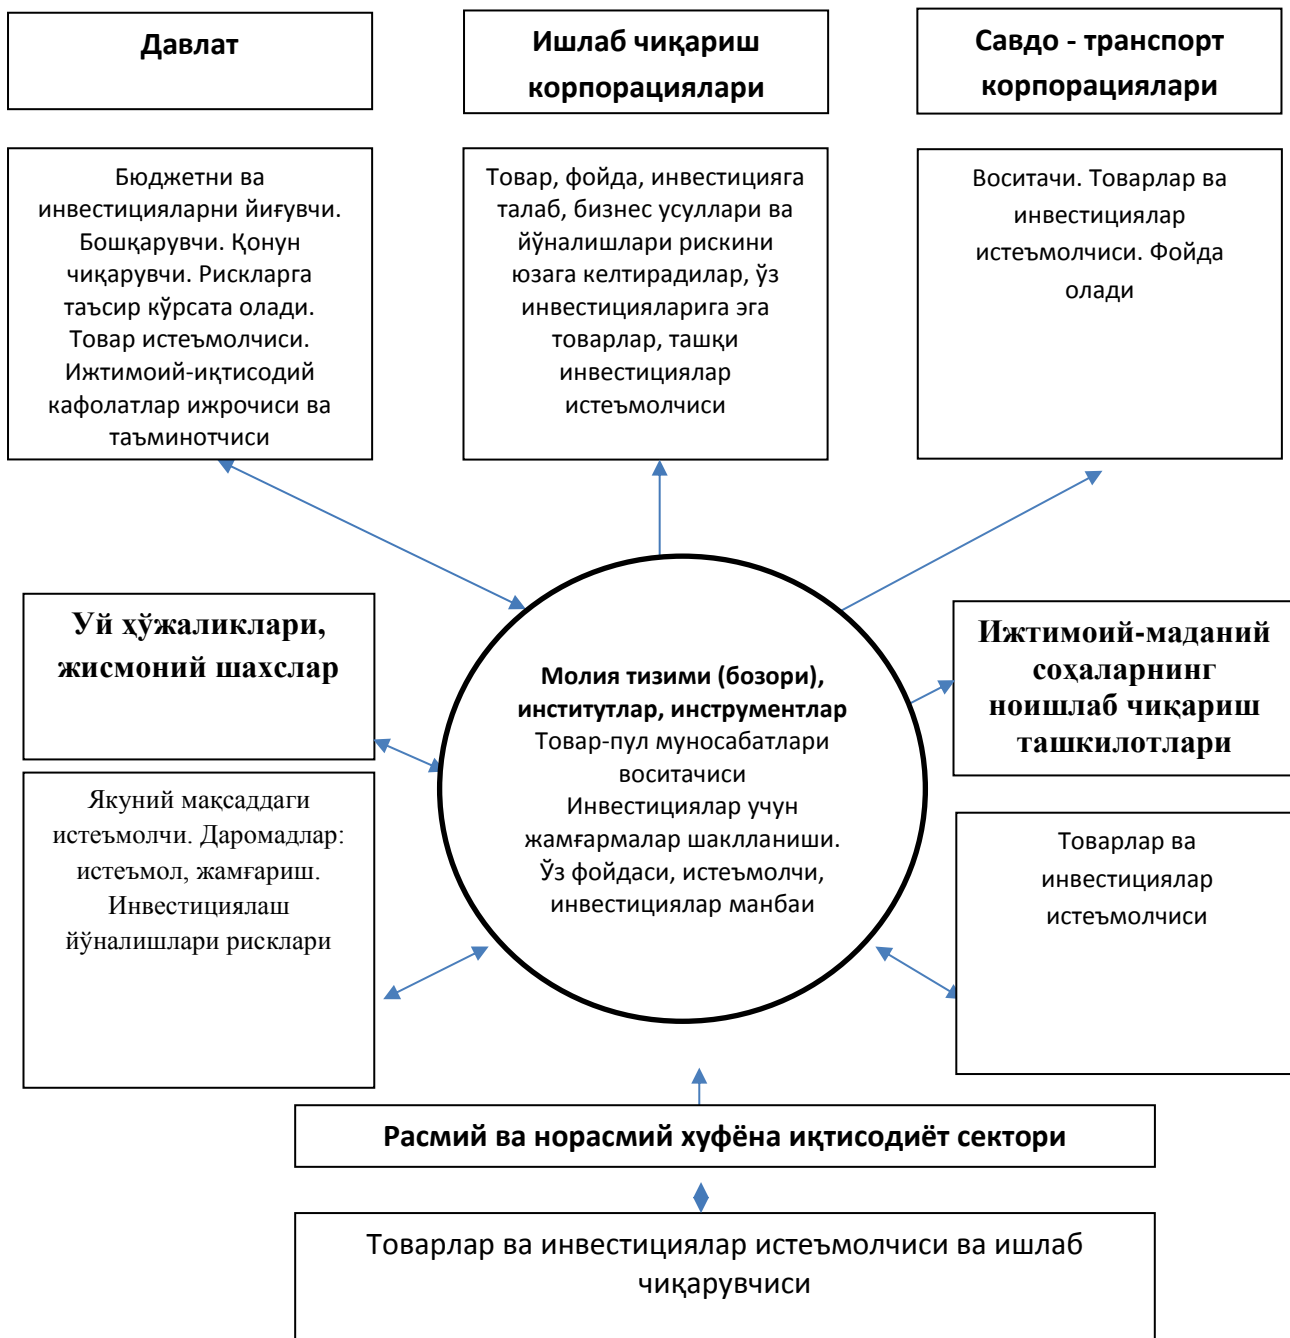 Давлат
Ишлаб чиқариш
корпорациялари
Савдо - транспорт
корпорациялари
Бюджетни ва
инвестицияларни йиғувчи.
Бошқарувчи. Қонун
чиқарувчи. Рискларга
таъсир кўрсата олади.
Товар истеъмолчиси.
Ижтимоий-иқтисодий
кафолатлар ижрочиси ва
таъминотчиси
Товар, фойда, инвестицияга
талаб, бизнес усуллари ва
йўналишлари рискини
юзага келтирадилар, ўз
инвестицияларига эга
товарлар, ташқи
инвестициялар
истеъмолчиси
Воситачи. Товарлар ва
инвестициялар
истеъмолчиси. Фойда
олади
Уй ҳўжаликлари,
жисмоний шахслар
Якуний мақсаддаги
истеъмолчи. Даромадлар:
истеъмол, жамғариш.
Инвестициялаш
йўналишлари рисклари
Молия тизими (бозори),
институтлар, инструментлар
Товар-пул муносабатлари
воситачиси
Инвестициялар учун
жамғармалар шаклланиши.
Ўз фойдаси, истеъмолчи,
инвестициялар манбаи
Ижтимоий-маданий
соҳаларнинг
ноишлаб чиқариш
ташкилотлари
Товарлар ва
инвестициялар
истеъмолчиси
Расмий ва норасмий хуфёна иқтисодиёт сектори
Товарлар ва инвестициялар истеъмолчиси ва ишлаб
чиқарувчиси